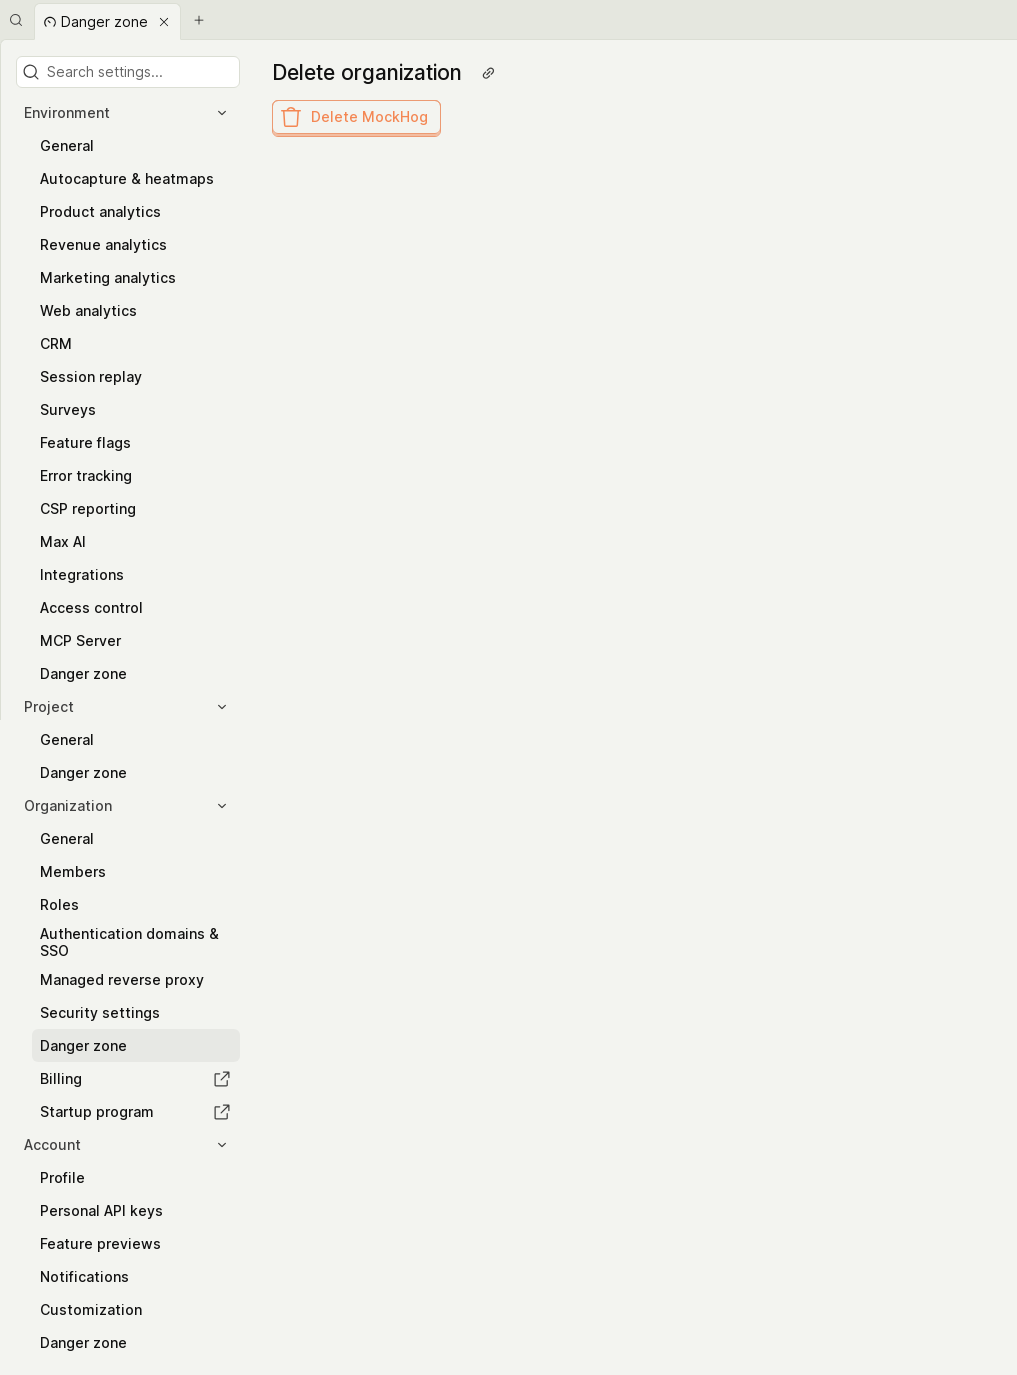 Danger zone
Search settings...
Environment
General
Autocapture & heatmaps
Product analytics
Revenue analytics
Marketing analytics
Web analytics
CRM
Session replay
Surveys
Feature flags
Error tracking
CSP reporting
Max AI
Integrations
Access control
MCP Server
Danger zone
Project
General
Danger zone
Organization
General
Members
Roles
Authentication domains &
SSO
Managed reverse proxy
Security settings
Danger zone
Billing
Startup program
Account
Profile
Personal API keys
Feature previews
Notifications
Customization
Danger zone
Delete organization
Delete MockHog